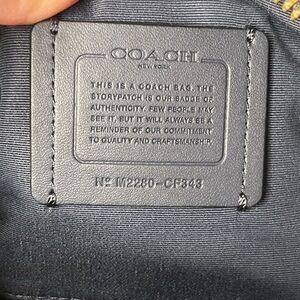 COACH
NEW YORK
THIS IS A COACH BAG. THE
STORYPATCH IS OUR BADGE OF
AUTHENTICITY. FEW PEOPLE MAY
SEE IT, BUT IT WILL ALWAYS BE A
REMINDER OF OUR COMMITMENT
TO QUALITY AND CRAFTSMANSHIP.
Nº M2280-CF343